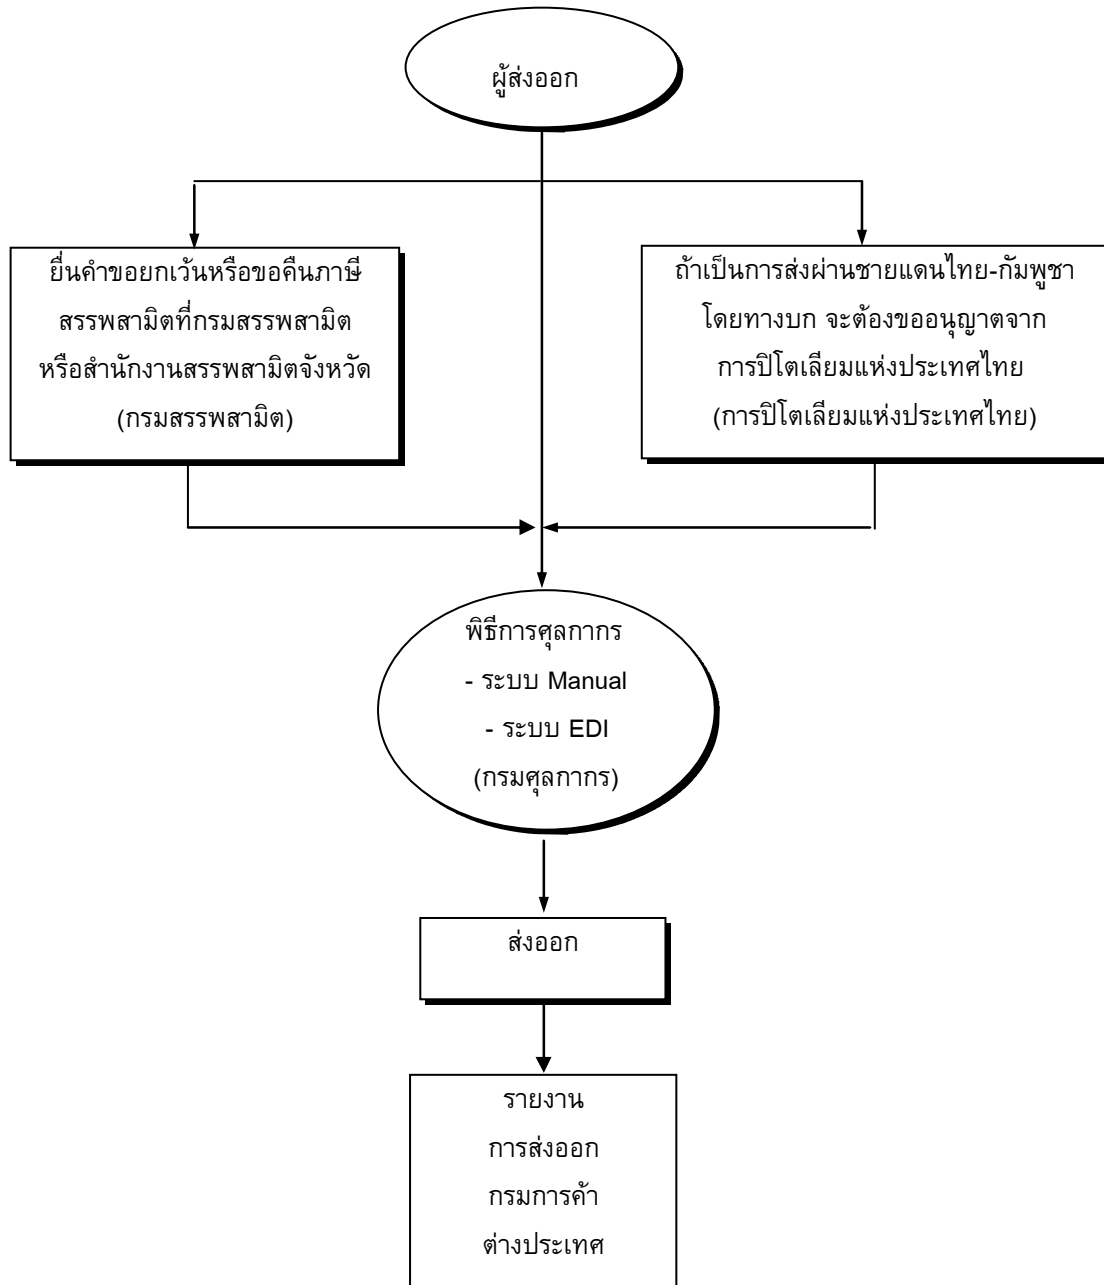 ผู้ส่งออก
ยื่นคำขอยกเว้นหรือขอคืนภาษี
สรรพสามิตที่กรมสรรพสามิต
หรือสำนักงานสรรพสามิตจังหวัด
(กรมสรรพสามิต)
ถ้าเป็นการส่งผ่านชายแดนไทย-กัมพูชา
โดยทางบก จะต้องขออนุญาตจาก
การปิโตเลียมแห่งประเทศไทย
(การปิโตเลียมแห่งประเทศไทย)
พิธีการศุลกากร
- ระบบ Manual
- ระบบ EDI
(กรมศุลกากร)
ส่งออก
รายงาน
การส่งออก
กรมการค้า
ต่างประเทศ